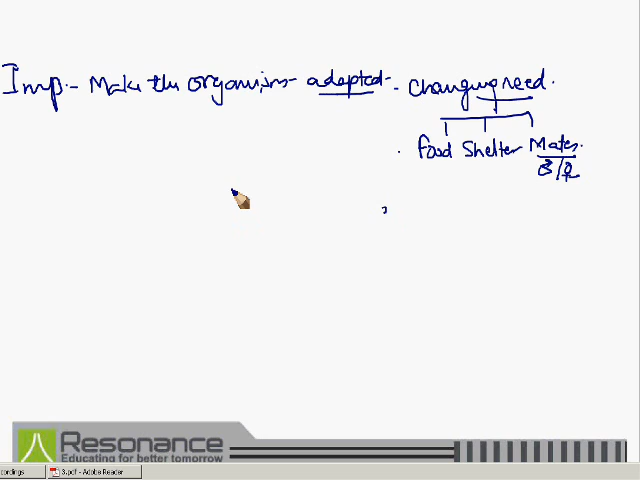 Imp:- Make the organism- adapted- changing need.
food Shelter Mates.
♂/♀
Resonance
Educating for better tomorrow
cordings 3.pdf - Adobe Reader